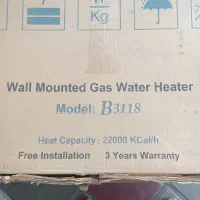 Kg
Wall Mounted Gas Water Heater
Model: B3118
Heat Capacity : 22000 KCal/h
Free Installation 3 Years Warranty